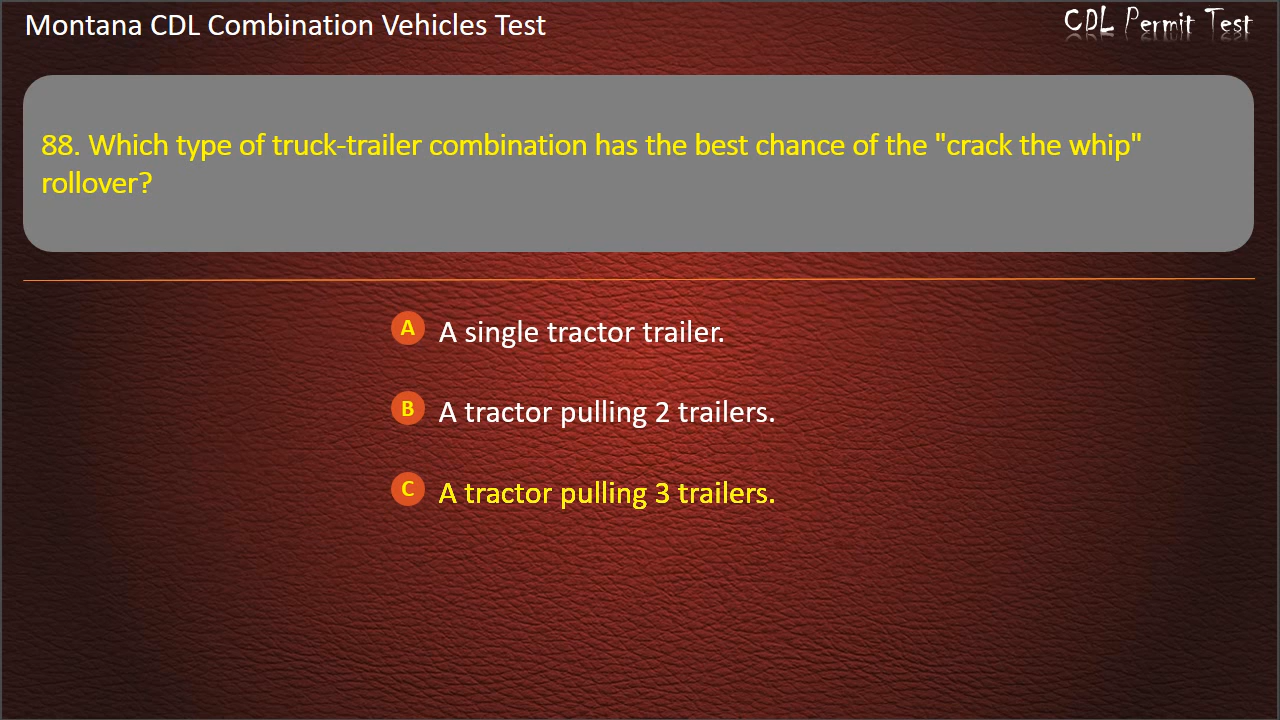 Montana CDL Combination Vehicles Test
CDL Permit Test
88. Which type of truck-trailer combination has the best chance of the "crack the whip"
rollover?
A A single tractor trailer.
B A tractor pulling 2 trailers.
C A tractor pulling 3 trailers.